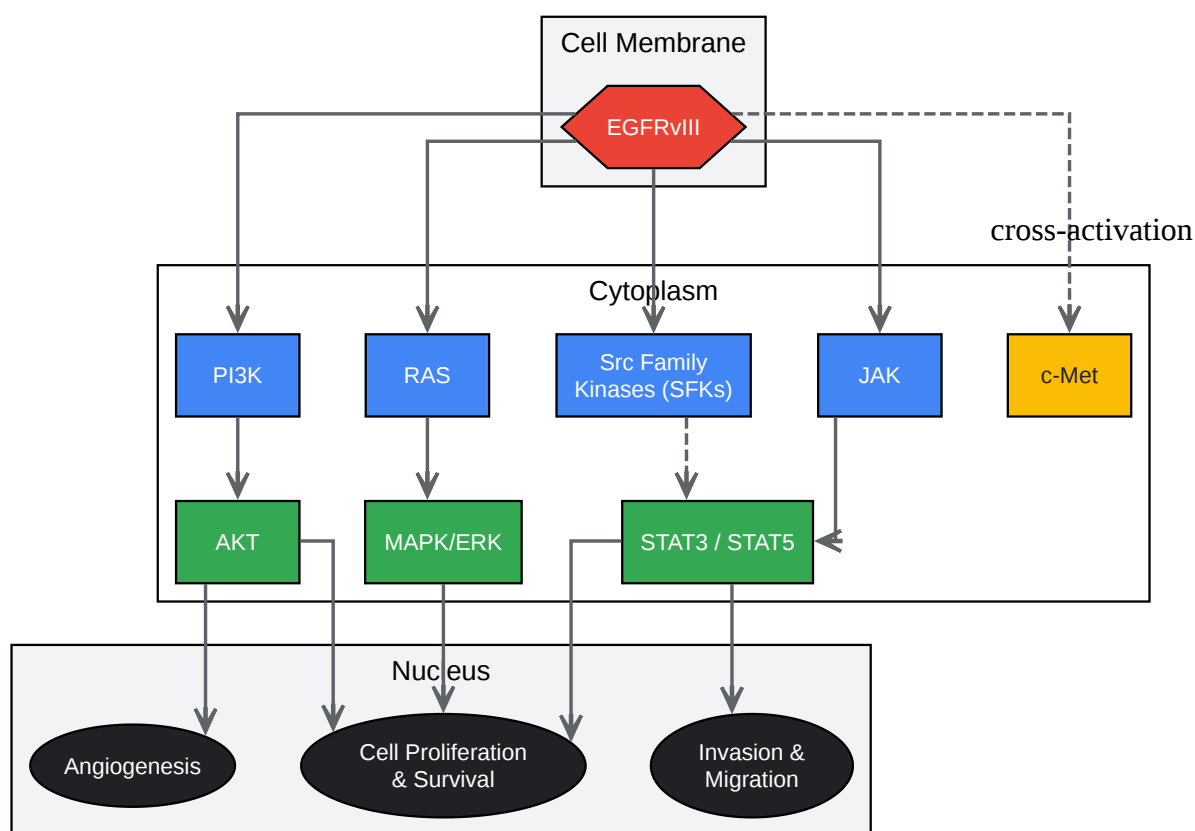 Cell Membrane
EGFRvIII
cross-activation
Cytoplasm
PI3K
RAS
Src Family
Kinases (SFKs)
JAK
c-Met
AKT
MAPK/ERK
STAT3 / STAT5
Nucleus
Angiogenesis
Cell Proliferation
& Survival
Invasion &
Migration